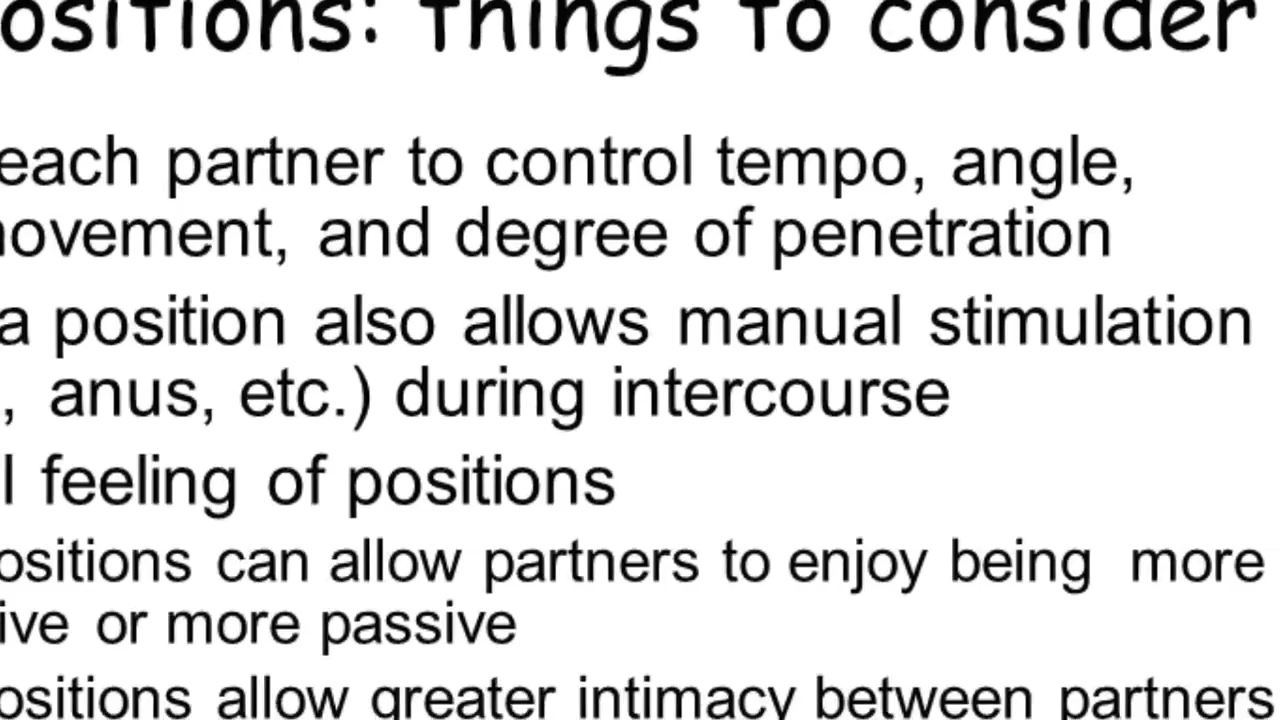 ositions: things to consider
each partner to control tempo, angle,
movement, and degree of penetration
a position also allows manual stimulation
, anus, etc.) during intercourse
l feeling of positions
ositions can allow partners to enjoy being more
ive or more passive
ositions allow greater intimacy between partners